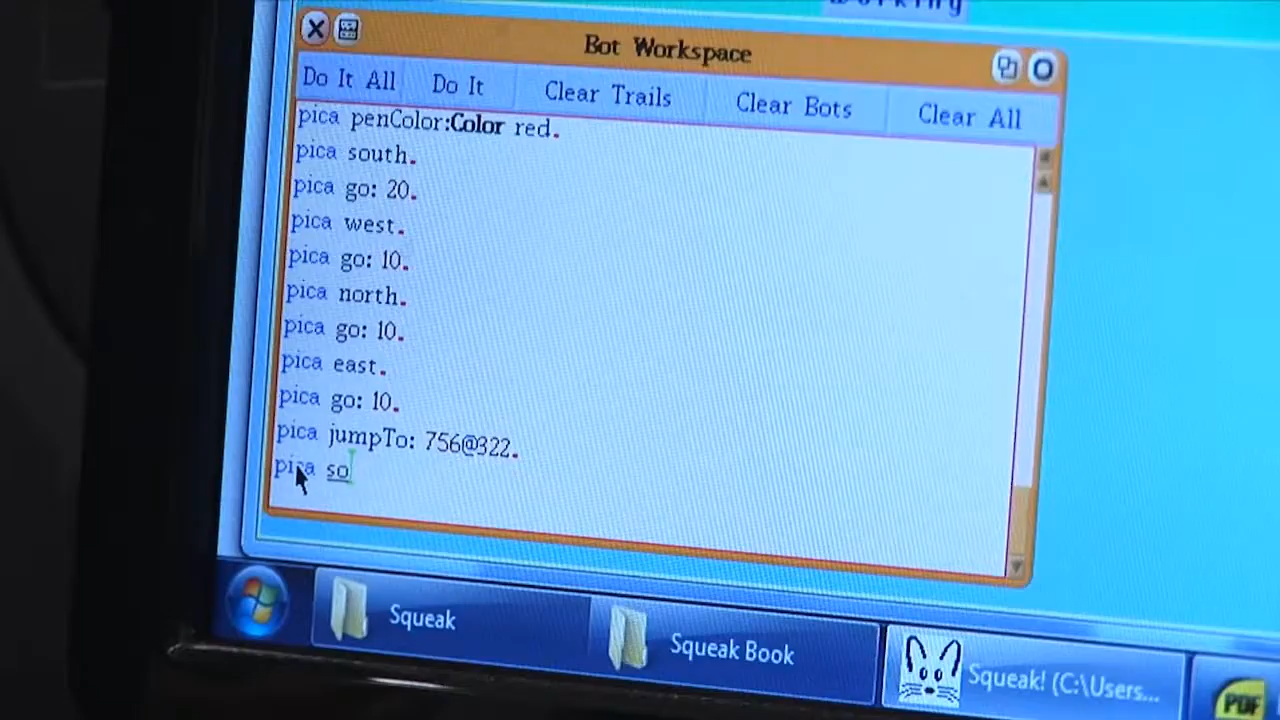 Bot Workspace
Do It All Do It Clear Trails Clear Bots Clear All
pica penColor:Color red.
pica south.
pica go: 20.
pica west.
pica go: 10.
pica north.
pica go: 10.
pica east.
pica go: 10.
pica jumpTo: 756@322.
pica so
Squeak
Squeak Book
Squeak! (C:\Users...
PDF